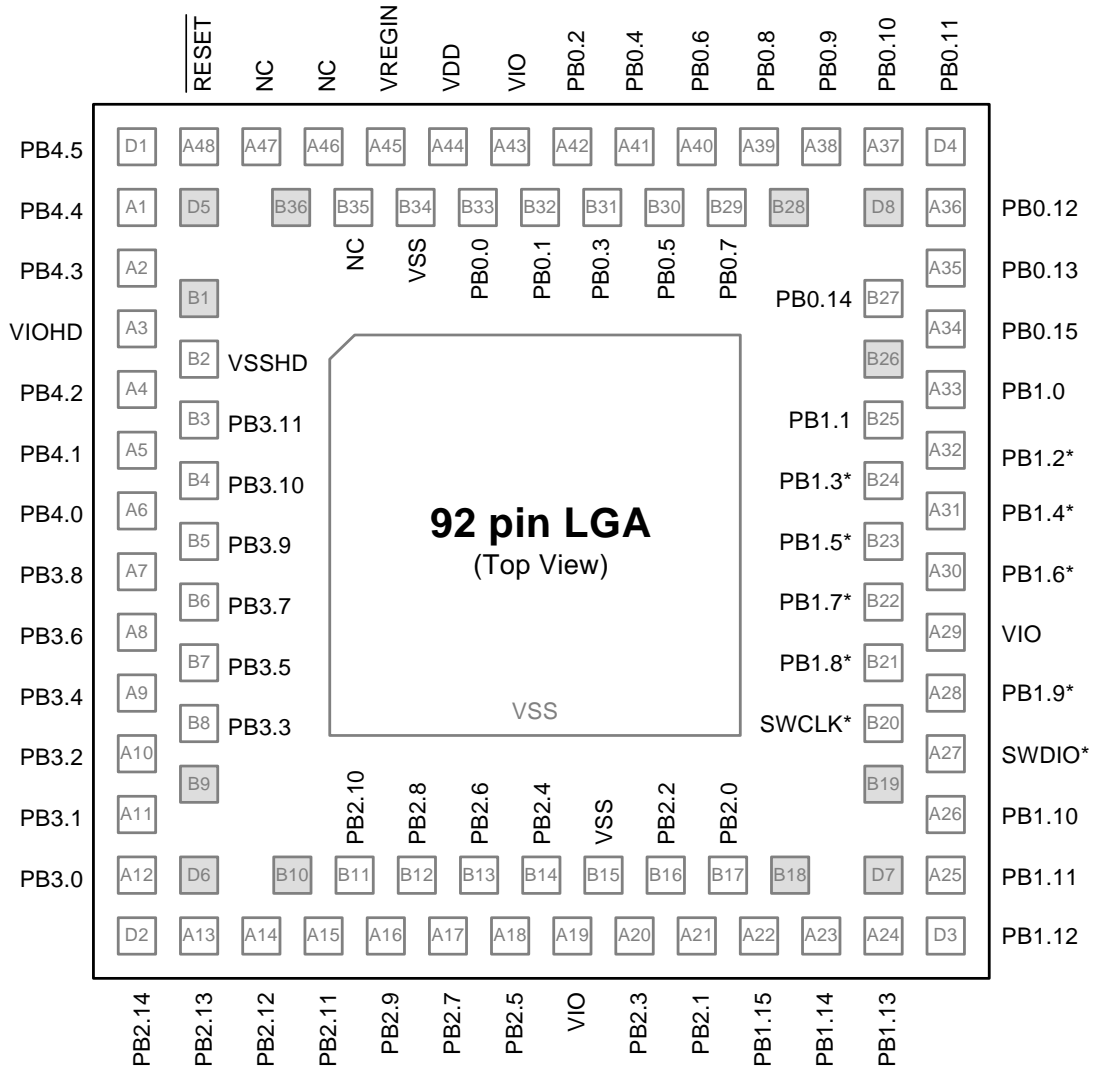 RESET NC NC VREGIN VDD VIO PB0.2 PB0.4 PB0.6 PB0.8 PB0.9 PB0.10 PB0.11
PB4.5 D1 A48 A47 A46 A45 A44 A43 A42 A41 A40 A39 A38 A37 D4
PB4.4 A1 D5 B36 B35 B34 B33 B32 B31 B30 B29 B28 D8 A36 PB0.12
NC VSS PB0.0 PB0.1 PB0.3 PB0.5 PB0.7
PB4.3 A2 A35 PB0.13
B1 PB0.14 B27
VIOHD A3 A34 PB0.15
B2 VSSHD B26
PB4.2 A4 A33 PB1.0
B3 PB3.11 PB1.1 B25
PB4.1 A5 A32 PB1.2*
B4 PB3.10 PB1.3* B24
PB4.0 A6 A31 PB1.4*
92 pin LGA
B5 PB3.9 PB1.5* B23
(Top View)
PB3.8 A7 A30 PB1.6*
B6 PB3.7 PB1.7* B22
PB3.6 A8 A29 VIO
B7 PB3.5 PB1.8* B21
PB3.4 A9 A28 PB1.9*
VSS
B8 PB3.3 SWCLK* B20
PB3.2 A10 A27 SWDIO*
B9 B19
PB3.1 A11 A26 PB1.10
PB2.10 PB2.8 PB2.6 PB2.4 VSS PB2.2 PB2.0
PB3.0 A12 D6 B10 B11 B12 B13 B14 B15 B16 B17 B18 D7 A25 PB1.11
D2 A13 A14 A15 A16 A17 A18 A19 A20 A21 A22 A23 A24 D3 PB1.12
PB2.14 PB2.13 PB2.12 PB2.11 PB2.9 PB2.7 PB2.5 VIO PB2.3 PB2.1 PB1.15 PB1.14 PB1.13